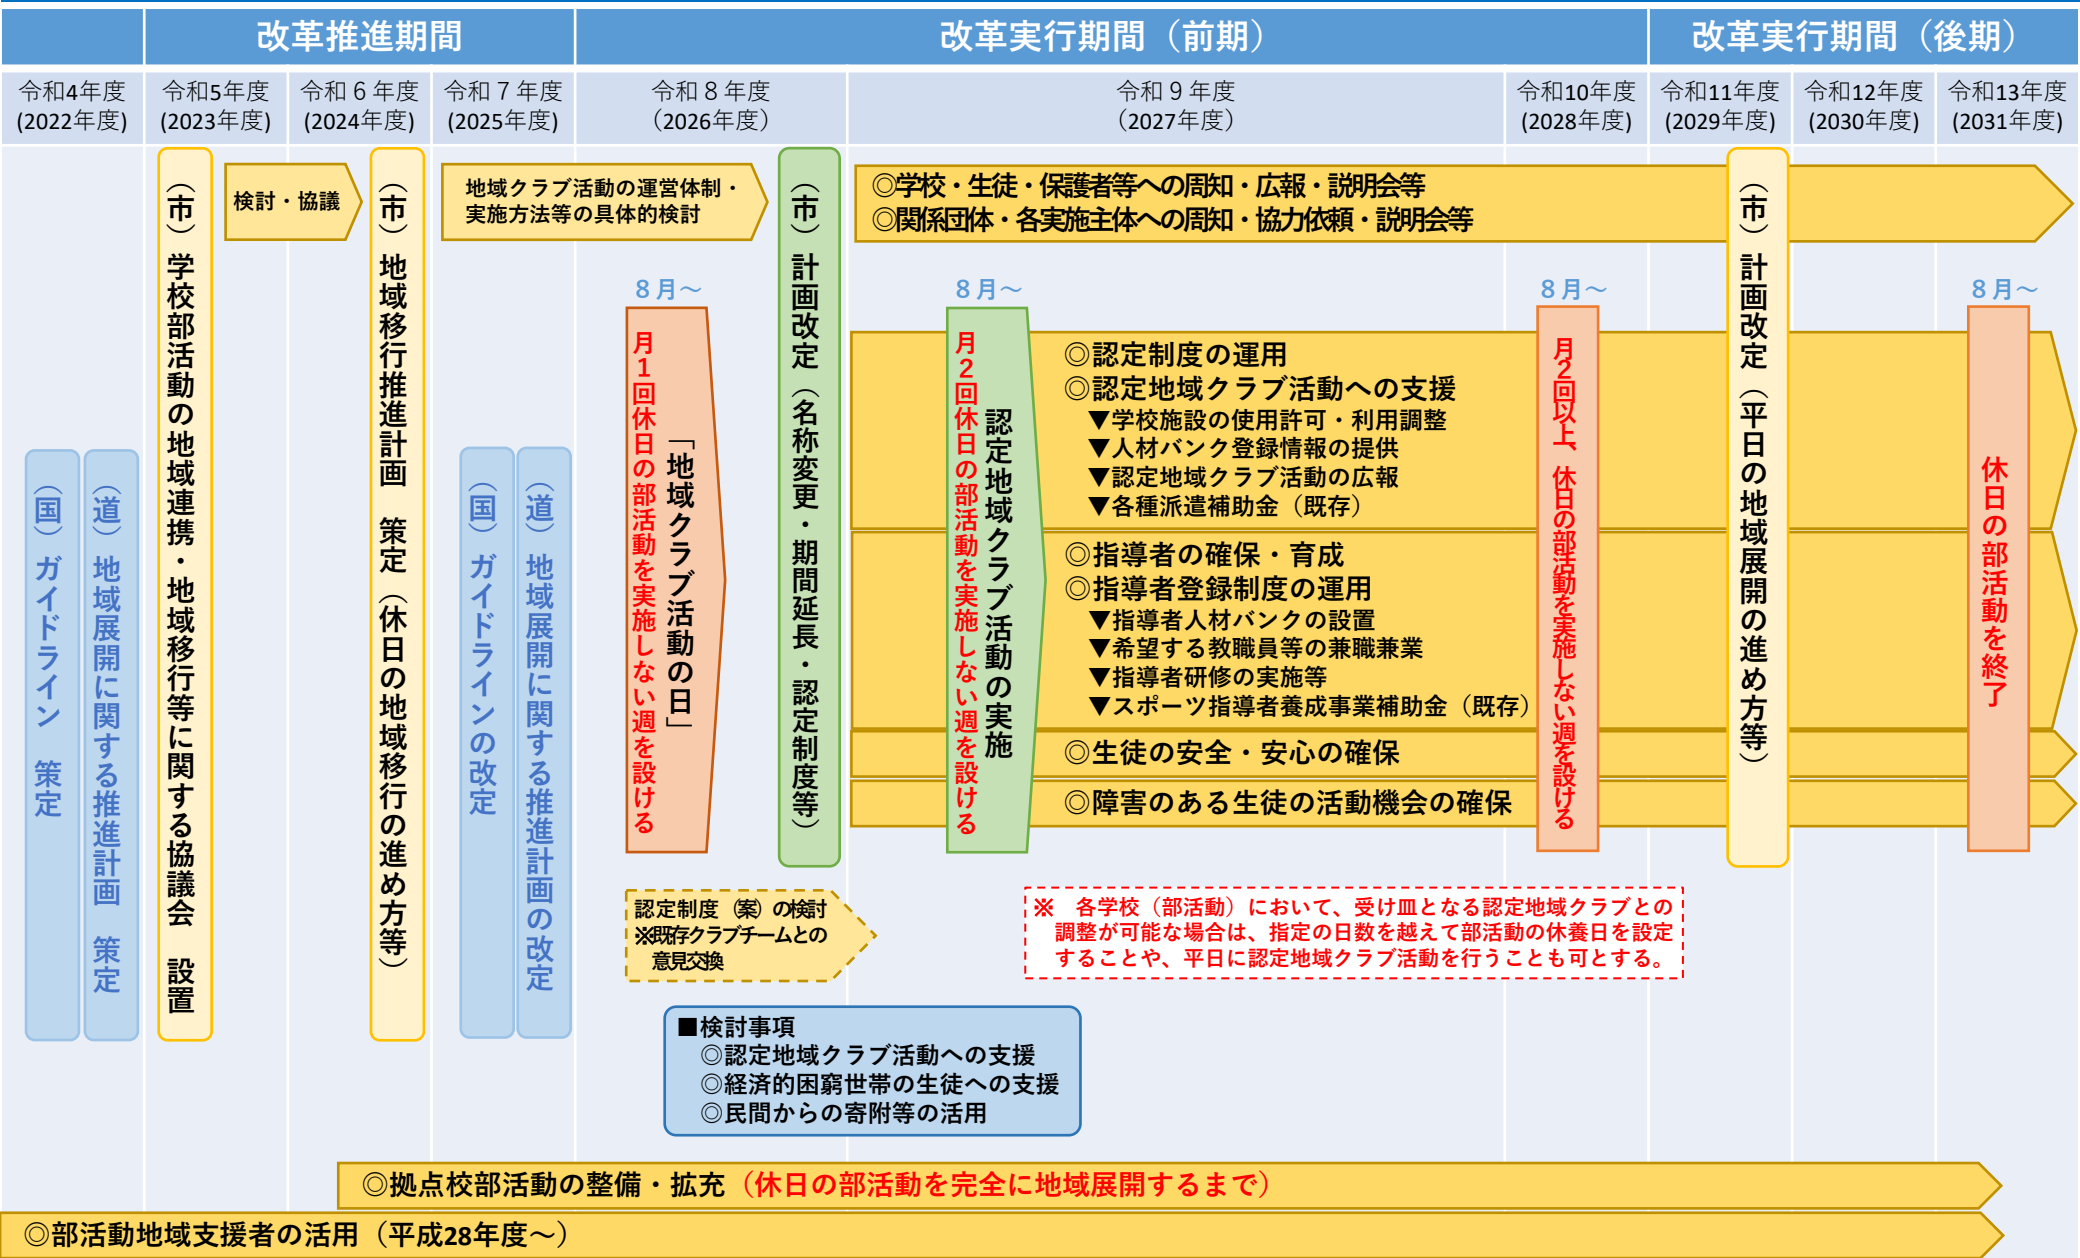 改革推進期間
改革実行期間（前期）
改革実行期間（後期）
令和4年度
(2022年度)
令和5年度
(2023年度)
令和６年度
(2024年度)
令和７年度
(2025年度)
令和８年度
（2026年度）
令和９年度
（2027年度）
令和10年度
(2028年度)
令和11年度
(2029年度)
令和12年度
(2030年度)
令和13年度
(2031年度)
（国）ガイドライン　策定
（道）地域展開に関する推進計画　策定
（市）学校部活動の地域連携・地域移行等に関する協議会　設置
検討・協議
（市）地域移行推進計画　策定（休日の地域移行の進め方等）
地域クラブ活動の運営体制・
実施方法等の具体的検討
（国）ガイドラインの改定
（道）地域展開に関する推進計画の改定
８月～
月１回休日の部活動を実施しない週を設ける
「地域クラブ活動の日」
（市）計画改定（名称変更・期間延長・認定制度等）
◎学校・生徒・保護者等への周知・広報・説明会等
◎関係団体・各実施主体への周知・協力依頼・説明会等
８月～
月２回休日の部活動を実施しない週を設ける
認定地域クラブ活動の実施
◎認定制度の運用
◎認定地域クラブ活動への支援
▼学校施設の使用許可・利用調整
▼人材バンク登録情報の提供
▼認定地域クラブ活動の広報
▼各種派遣補助金（既存）
◎指導者の確保・育成
◎指導者登録制度の運用
▼指導者人材バンクの設置
▼希望する教職員等の兼職兼業
▼指導者研修の実施等
▼スポーツ指導者養成事業補助金（既存）
◎生徒の安全・安心の確保
◎障害のある生徒の活動機会の確保
８月～
月２回以上、休日の部活動を実施しない週を設ける
（市）計画改定（平日の地域展開の進め方等）
８月～
休日の部活動を終了
認定制度（案）の検討
※既存クラブチームとの
意見交換
※　各学校（部活動）において、受け皿となる認定地域クラブとの
調整が可能な場合は、指定の日数を越えて部活動の休養日を設定
することや、平日に認定地域クラブ活動を行うことも可とする。
■検討事項
◎認定地域クラブ活動への支援
◎経済的困窮世帯の生徒への支援
◎民間からの寄附等の活用
◎拠点校部活動の整備・拡充（休日の部活動を完全に地域展開するまで）
◎部活動地域支援者の活用（平成28年度～）